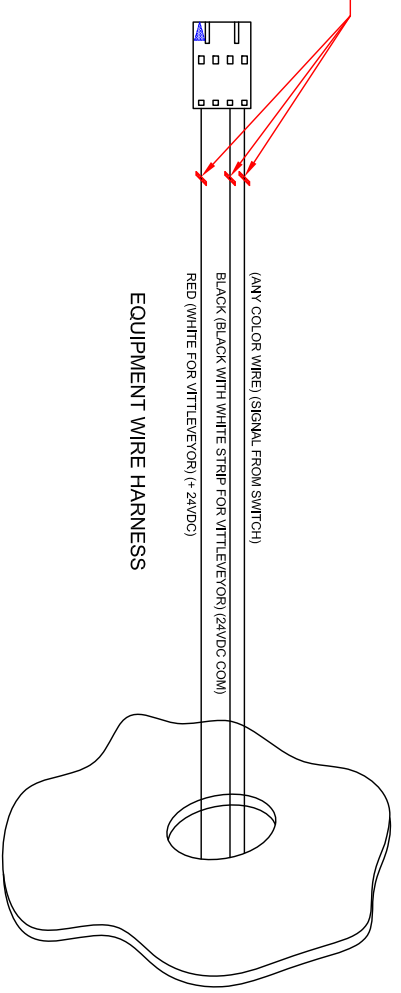 (ANY COLOR WIRE) (SIGNAL FROM SWITCH)
BLACK (BLACK WITH WHITE STRIP FOR VITTLEVEYOR) (24VDC COM)
RED (WHITE FOR VITTLEVEYOR) (+ 24VDC)
EQUIPMENT WIRE HARNESS